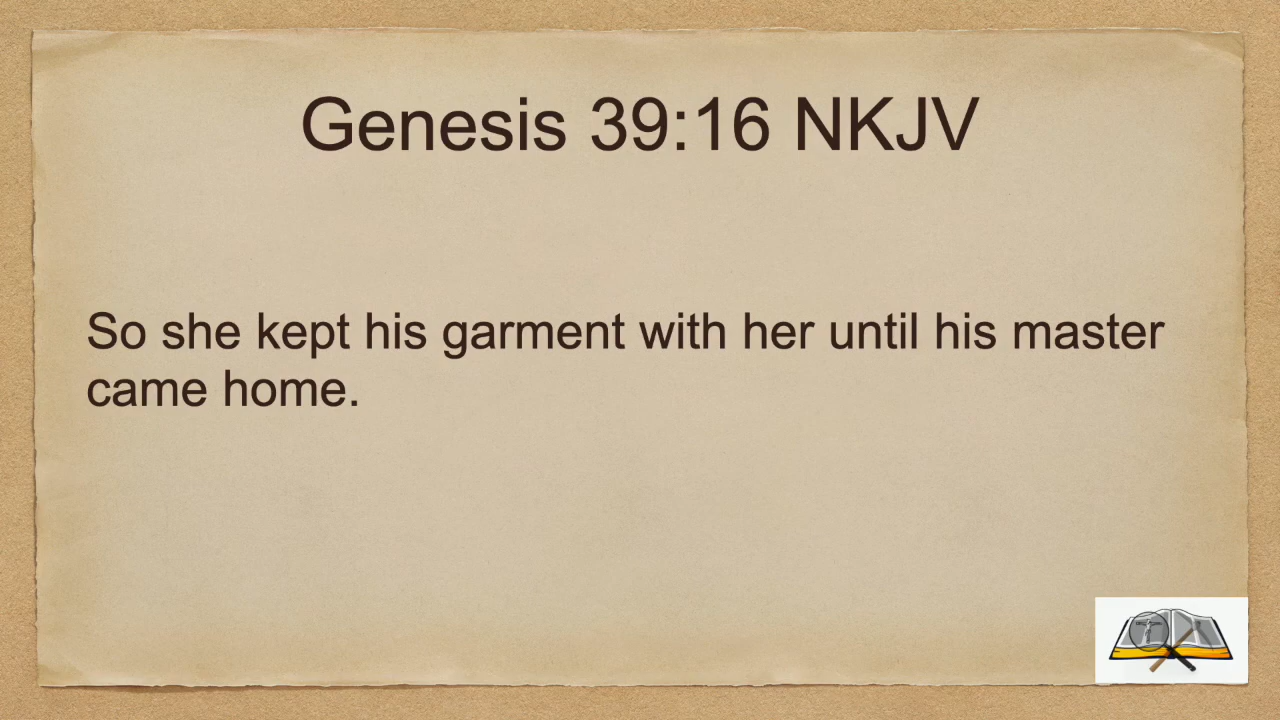 Genesis 39:16 NKJV
So she kept his garment with her until his master
came home.